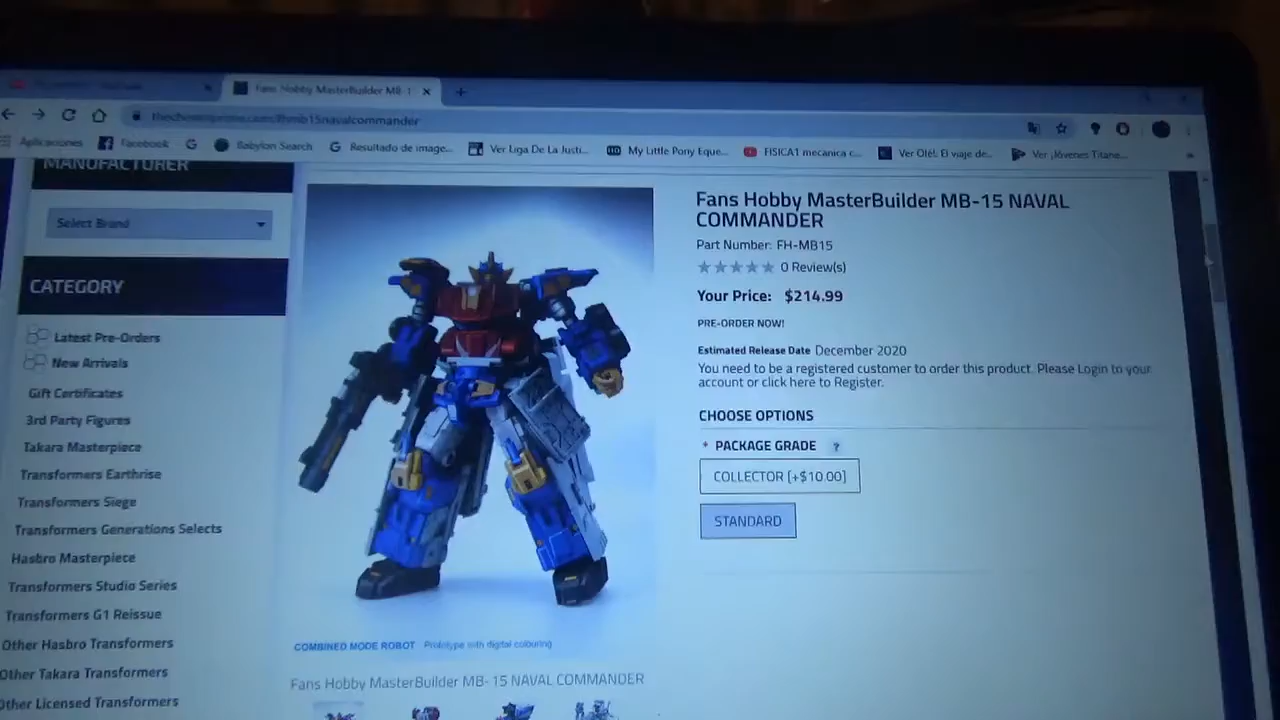 Fans Hobby MasterBuilder MB-1
Aplicaciones
Facebook
Babylon Search
Resultado de image...
Ver Liga De La Justi...
My Little Pony Eque...
FISICA1 mecanica c...
Ver Olé!: El viaje de...
Ver ¡Jóvenes Titane...
MANUFACTURER
Select Brand
CATEGORY
Latest Pre-Orders
New Arrivals
Gift Certificates
3rd Party Figures
Takara Masterpiece
Transformers Earthrise
Transformers Siege
Transformers Generations Selects
Hasbro Masterpiece
Transformers Studio Series
Transformers G1 Reissue
Other Hasbro Transformers
Other Takara Transformers
Other Licensed Transformers
COMBINED MODE ROBOT Prototype with digital colouring
Fans Hobby MasterBuilder MB- 15 NAVAL COMMANDER
Fans Hobby MasterBuilder MB-15 NAVAL
COMMANDER
Part Number: FH-MB15
0 Review(s)
Your Price: $214.99
PRE-ORDER NOW!
Estimated Release Date December 2020
You need to be a registered customer to order this product. Please Login to your
account or click here to Register.
CHOOSE OPTIONS
* PACKAGE GRADE ?
COLLECTOR [+$10.00]
STANDARD